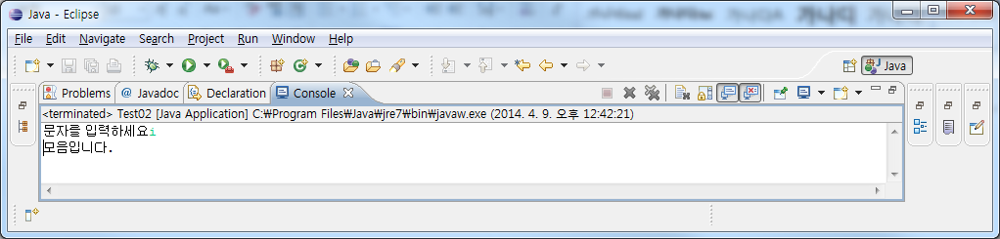 Java - Eclipse
File Edit Navigate Search Project Run Window Help
Java
Problems @ Javadoc Declaration Console
<terminated> Test02 [Java Application] C:₩Program Files₩Java₩jre7₩bin₩javaw.exe (2014. 4. 9. 오후 12:42:21)
문자를 입력하세요i
모음입니다.